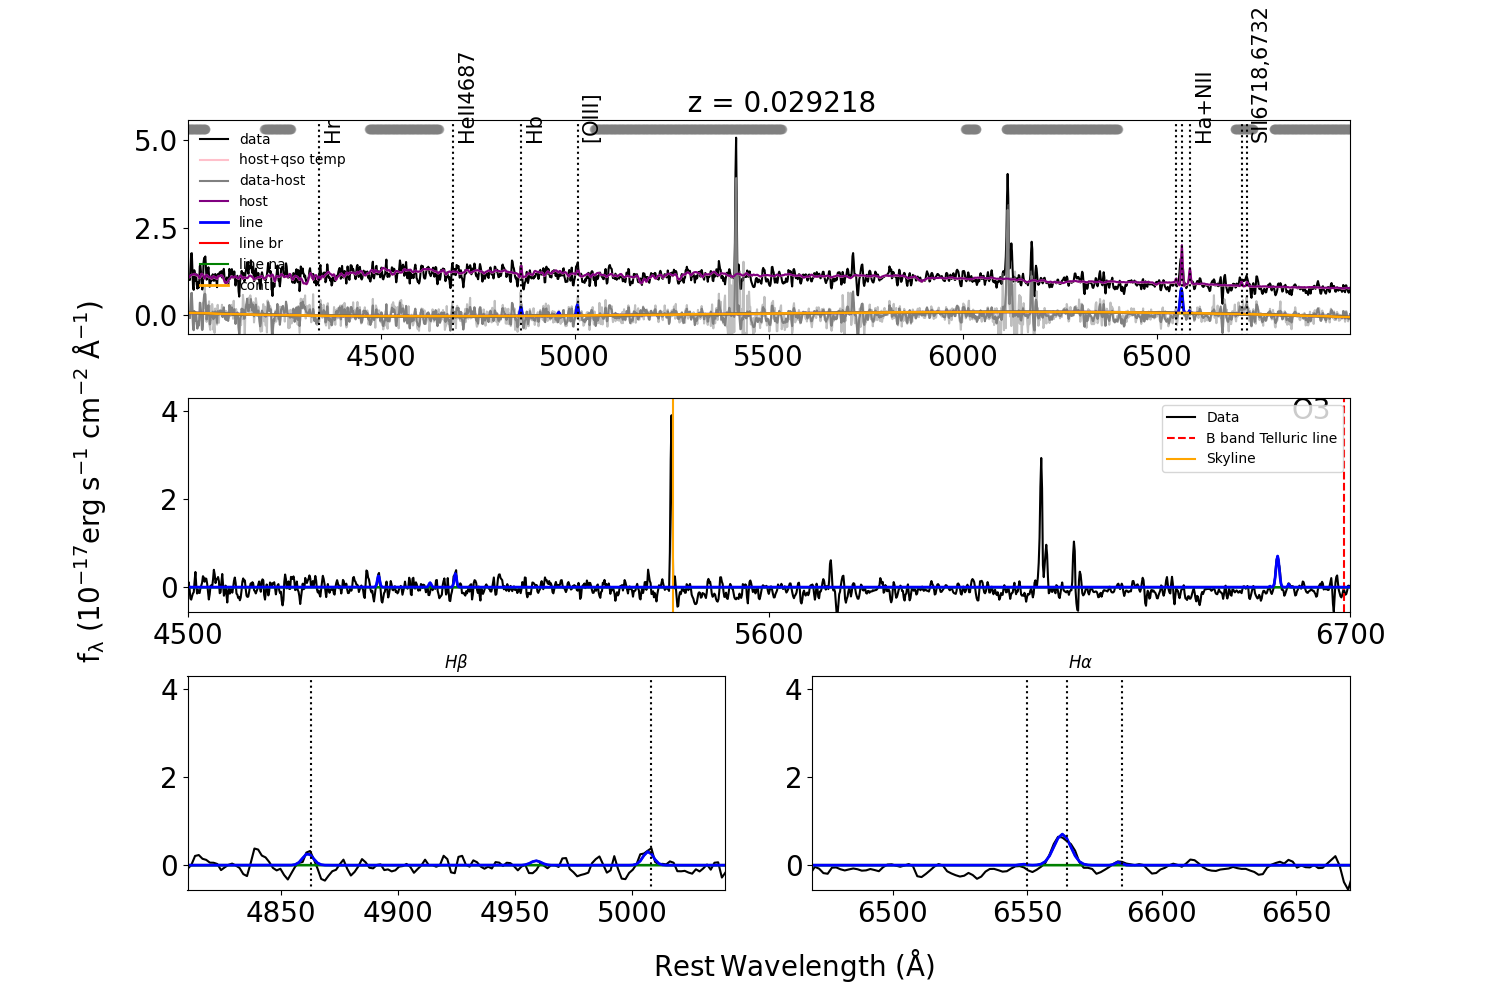 Hr
HeII4687
Hb
[OIII]
Ha+NII
SII6718,6732
z = 0.029218
5.0
2.5
0.0
data
host+qso temp
data-host
host
line
line br
line na
conti
4500
5000
5500
6000
6500
f_λ (10^{-17}erg s^{-1} cm^{-2} Å^{-1})
4
2
0
O3
Data
B band Telluric line
Skyline
4500
5600
6700
Hβ
4
2
0
4850
4900
4950
5000
Hα
4
2
0
6500
6550
6600
6650
Rest Wavelength (Å)